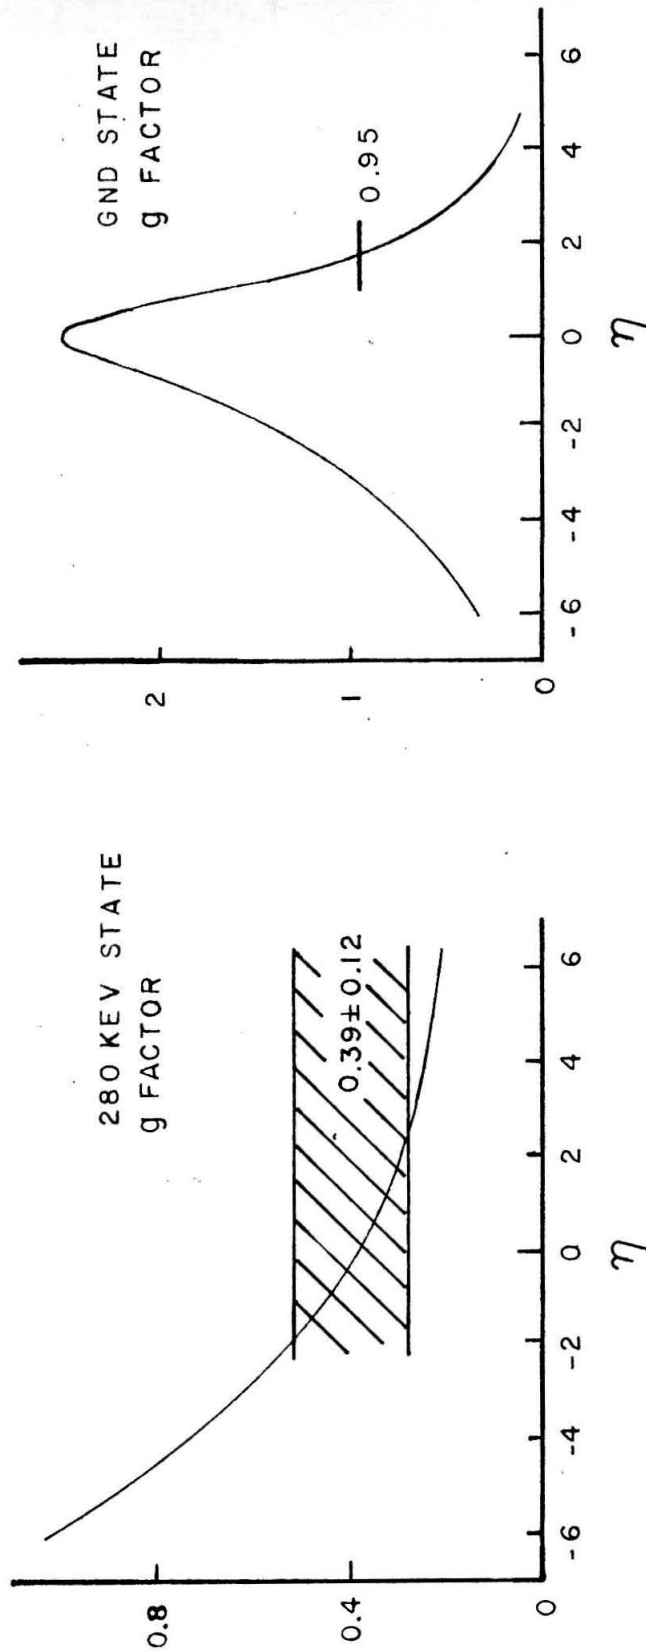 280 KEV STATE
g FACTOR
0.8
0.4
0
0.39±0.12
-6 -4 -2 0 2 4 6
η
GND STATE
g FACTOR
2
1
0
0.95
-6 -4 -2 0 2 4 6
η